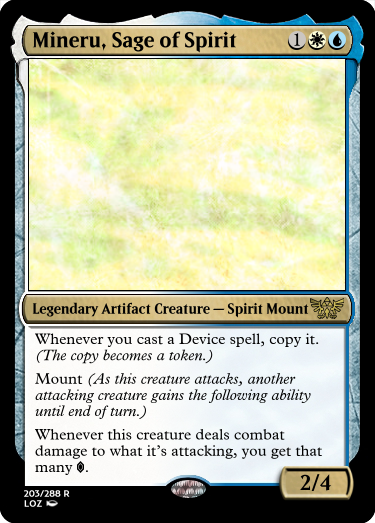 Mineru, Sage of Spirit 1
Legendary Artifact Creature — Spirit Mount
Whenever you cast a Device spell, copy it.
(The copy becomes a token.)
Mount (As this creature attacks, another
attacking creature gains the following ability
until end of turn.)
Whenever this creature deals combat
damage to what it's attacking, you get that
many .
2/4
203/288 R
LOZ